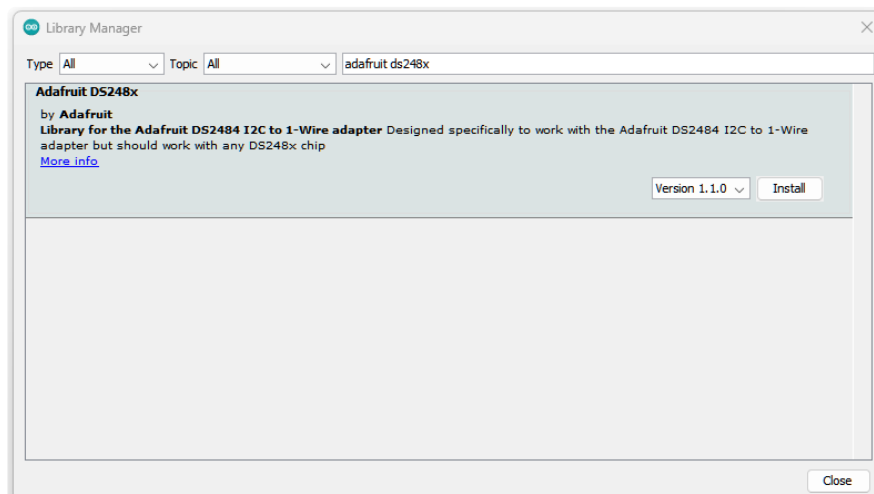 Library Manager
Type All Topic All adafruit ds248x
Adafruit DS248x
by Adafruit
Library for the Adafruit DS2484 I2C to 1-Wire adapter Designed specifically to work with the Adafruit DS2484 I2C to 1-Wire
adapter but should work with any DS248x chip
More info
Version 1.1.0 Install
Close